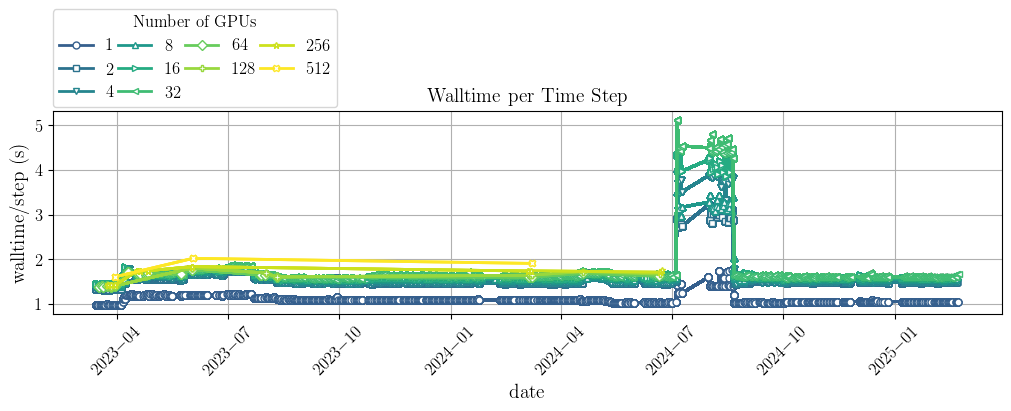 Number of GPUs
1 8 64 256
2 16 128 512
4 32
Walltime per Time Step
walltime/step (s)
5
4
3
2
1
2023−04 2023−07 2023−10 2024−01 2024−04 2024−07 2024−10 2025−01
date